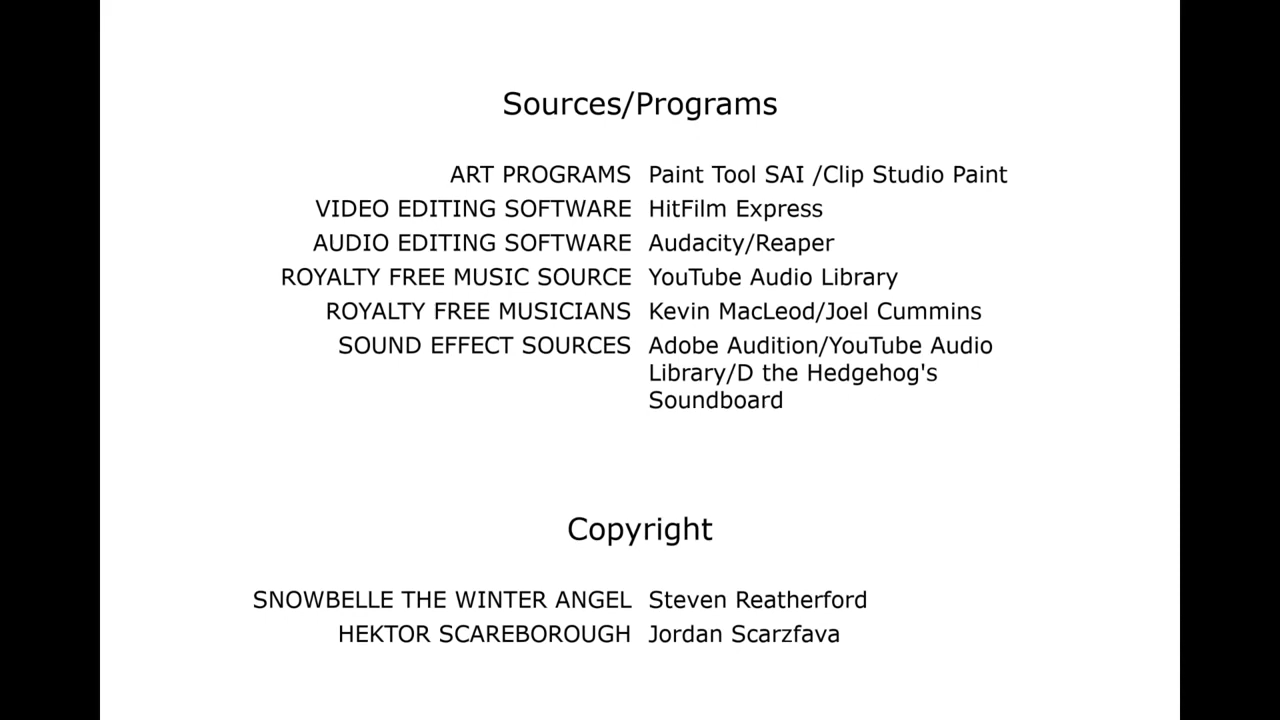 Sources/Programs
ART PROGRAMS Paint Tool SAI /Clip Studio Paint
VIDEO EDITING SOFTWARE HitFilm Express
AUDIO EDITING SOFTWARE Audacity/Reaper
ROYALTY FREE MUSIC SOURCE YouTube Audio Library
ROYALTY FREE MUSICIANS Kevin MacLeod/Joel Cummins
SOUND EFFECT SOURCES Adobe Audition/YouTube Audio
Library/D the Hedgehog's
Soundboard
Copyright
SNOWBELLE THE WINTER ANGEL Steven Reatherford
HEKTOR SCAREBOROUGH Jordan Scarzfava